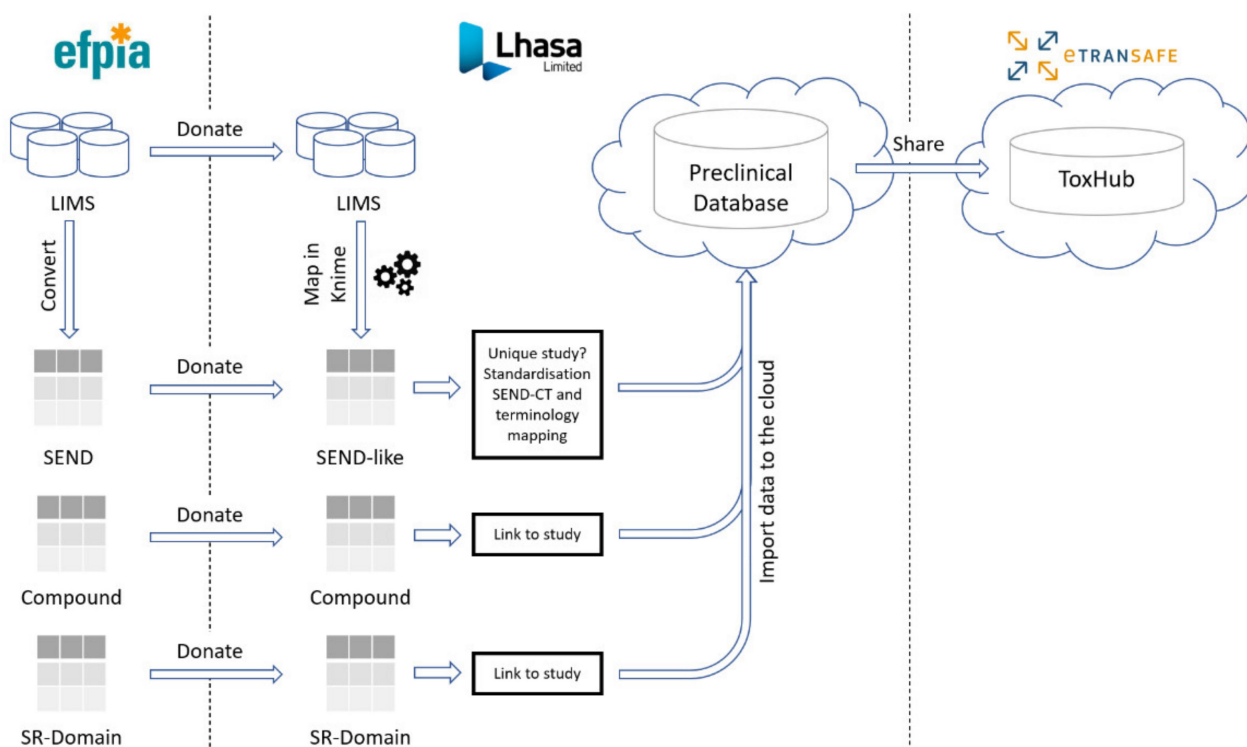 efpia
Lhasa
Limited
eTRANSAFE
Donate
Share
Preclinical
Database
ToxHub
LIMS
LIMS
Convert
Map in
Knime
Donate
Unique study?
Standardisation
SEND-CT and
terminology
mapping
SEND
SEND-like
Import data to the cloud
Donate
Link to study
Compound
Compound
Donate
Link to study
SR-Domain
SR-Domain